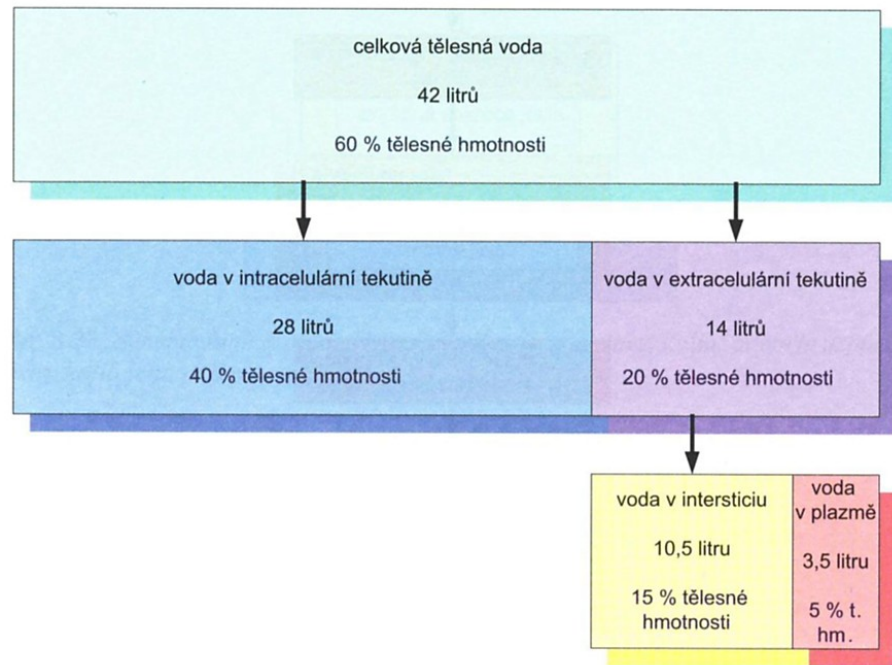 celková tělesná voda
42 litrů
60 % tělesné hmotnosti
voda v intracelulární tekutině
28 litrů
40 % tělesné hmotnosti
voda v extracelulární tekutině
14 litrů
20 % tělesné hmotnosti
voda v intersticiu
10,5 litru
15 % tělesné
hmotnosti
voda
v plazmě
3,5 litru
5 % t.
hm.